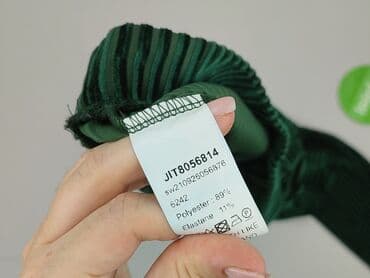 JIT8056814
sw210926056876
6242
Polyester : 89%
Elastane : 11%